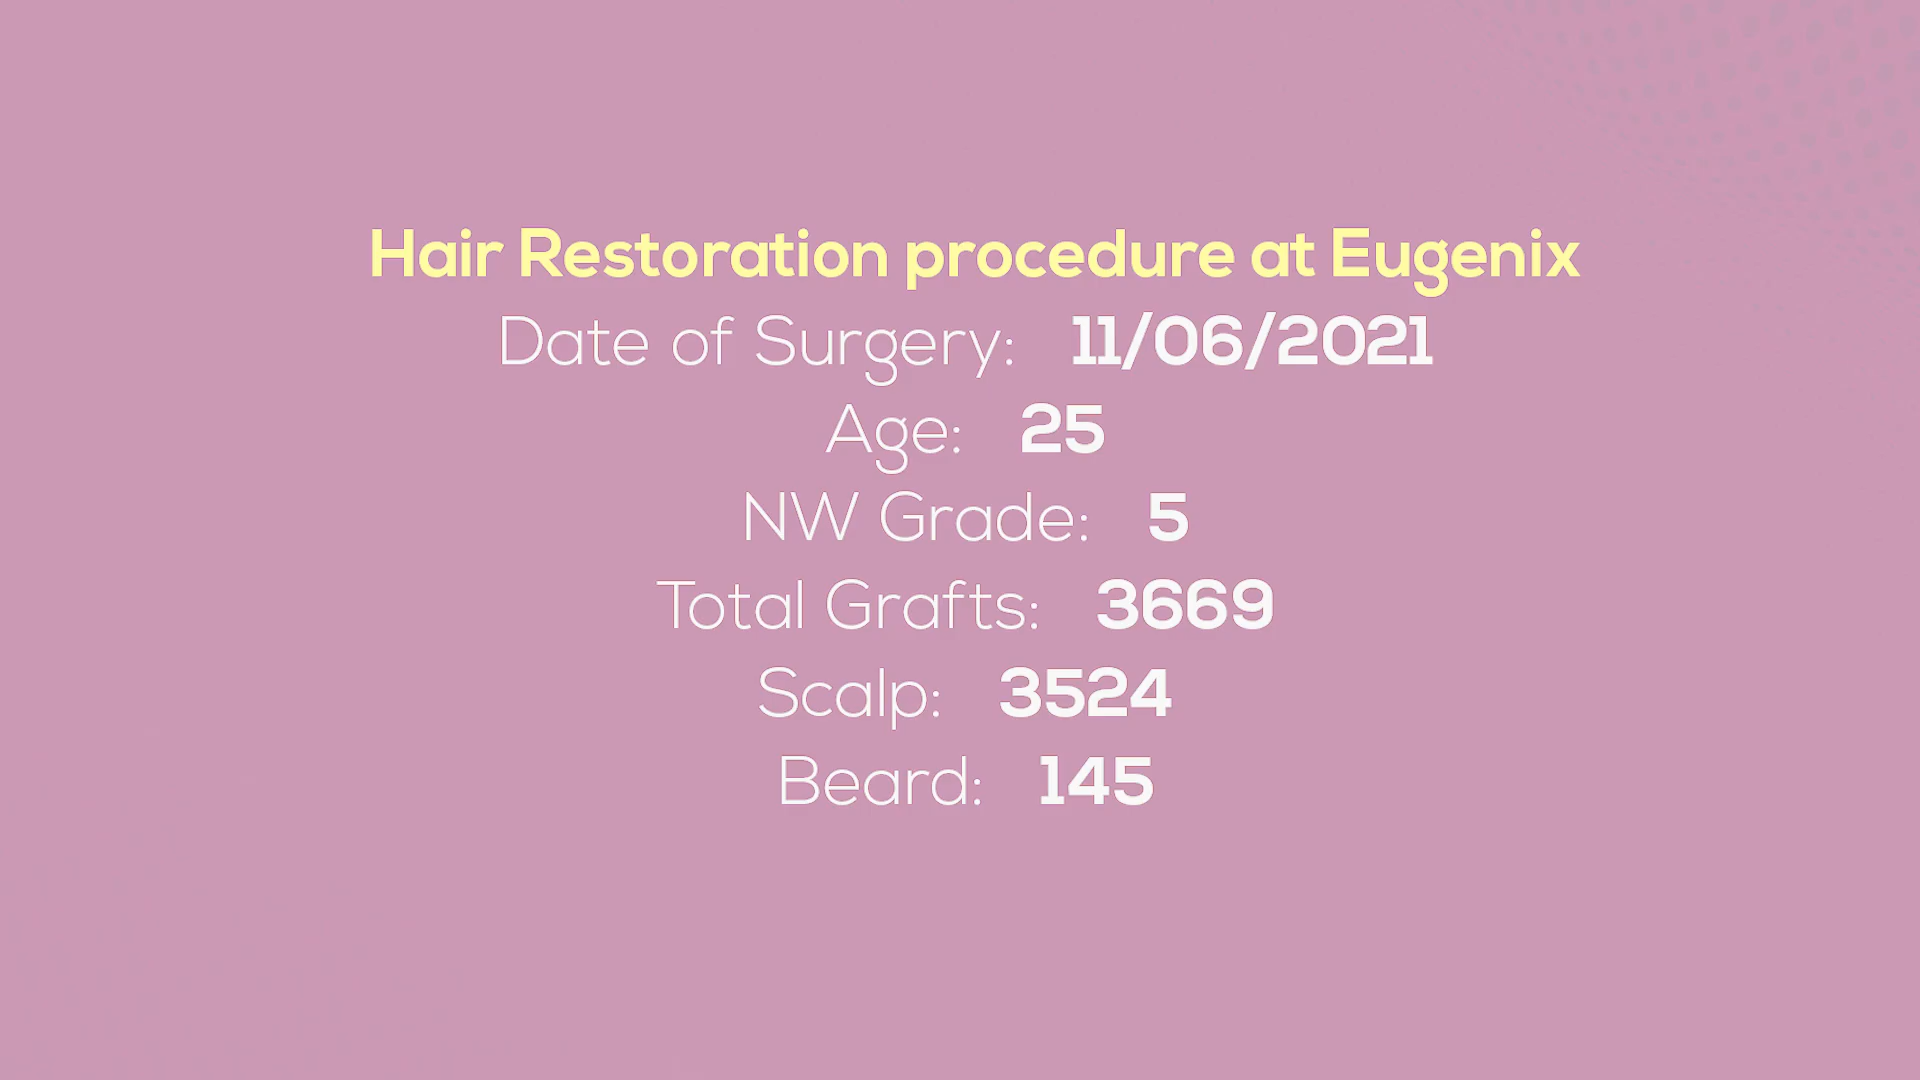 Hair Restoration procedure at Eugenix
Date of Surgery: 11/06/2021
Age: 25
NW Grade: 5
Total Grafts: 3669
Scalp: 3524
Beard: 145